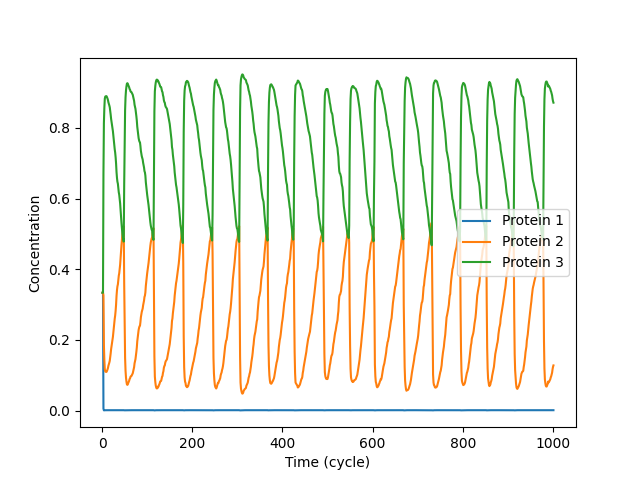 0.8
0.6
0.4
0.2
0.0
Concentration
0
200
400
600
800
1000
Time (cycle)
Protein 1
Protein 2
Protein 3